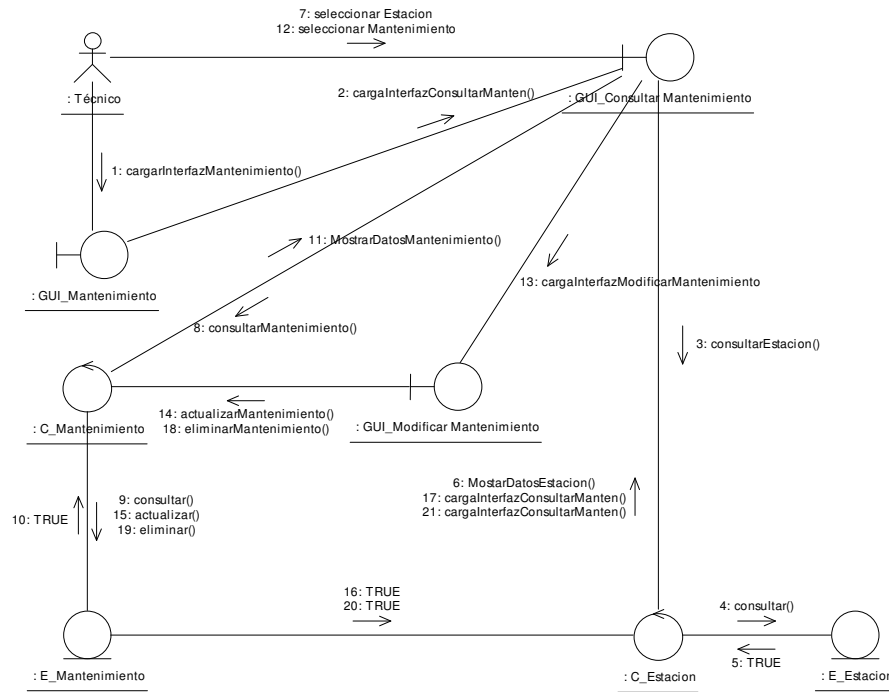 7: seleccionar Estacion
12: seleccionar Mantenimiento
: Técnico
2: cargaInterfazConsultarManten()
: GUI_Consultar Mantenimiento
1: cargarInterfazMantenimiento()
11: MostrarDatosMantenimiento()
: GUI_Mantenimiento
13: cargaInterfazModificarMantenimiento
8: consultarMantenimiento()
3: consultarEstacion()
14: actualizarMantenimiento()
18: eliminarMantenimiento()
: C_Mantenimiento
: GUI_Modificar Mantenimiento
6: MostarDatosEstacion()
17: cargaInterfazConsultarManten()
21: cargaInterfazConsultarManten()
10: TRUE
9: consultar()
15: actualizar()
19: eliminar()
16: TRUE
20: TRUE
4: consultar()
5: TRUE
: E_Mantenimiento
: C_Estacion
: E_Estacion